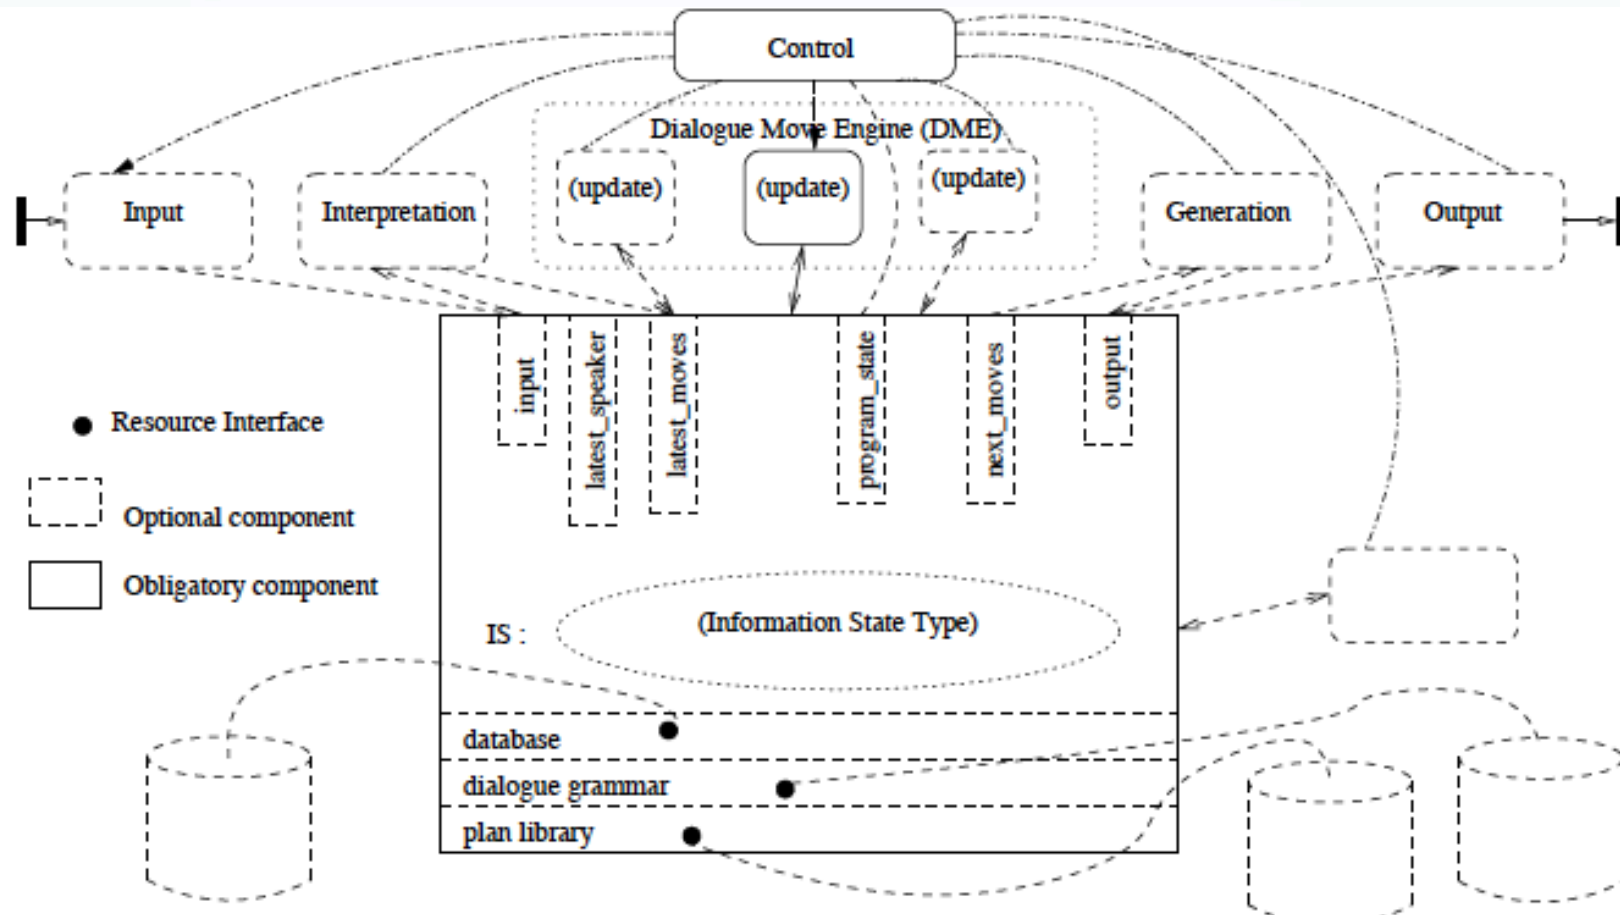 Control
Dialogue Move Engine (DME)
Input
Interpretation
(update)
(update)
(update)
Generation
Output
input
latest_speaker
latest_moves
program_state
next_moves
output
Resource Interface
Optional component
Obligatory component
IS :
(Information State Type)
database
dialogue grammar
plan library